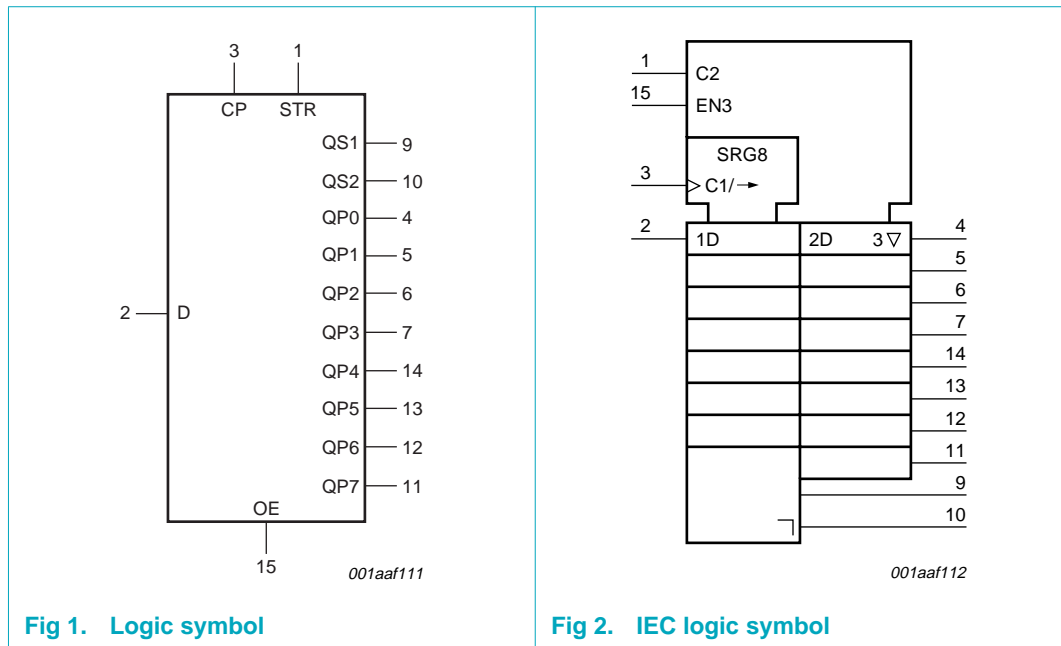 3 1
CP STR
QS1 9
QS2 10
QP0 4
QP1 5
QP2 6
2 D
QP3 7
QP4 14
QP5 13
QP6 12
QP7 11
OE
15
001aaf111
Fig 1. Logic symbol
1 C2
15 EN3
SRG8
3 C1/→
2 1D 2D 3▽ 4
5
6
7
14
13
12
11
9
10
001aaf112
Fig 2. IEC logic symbol